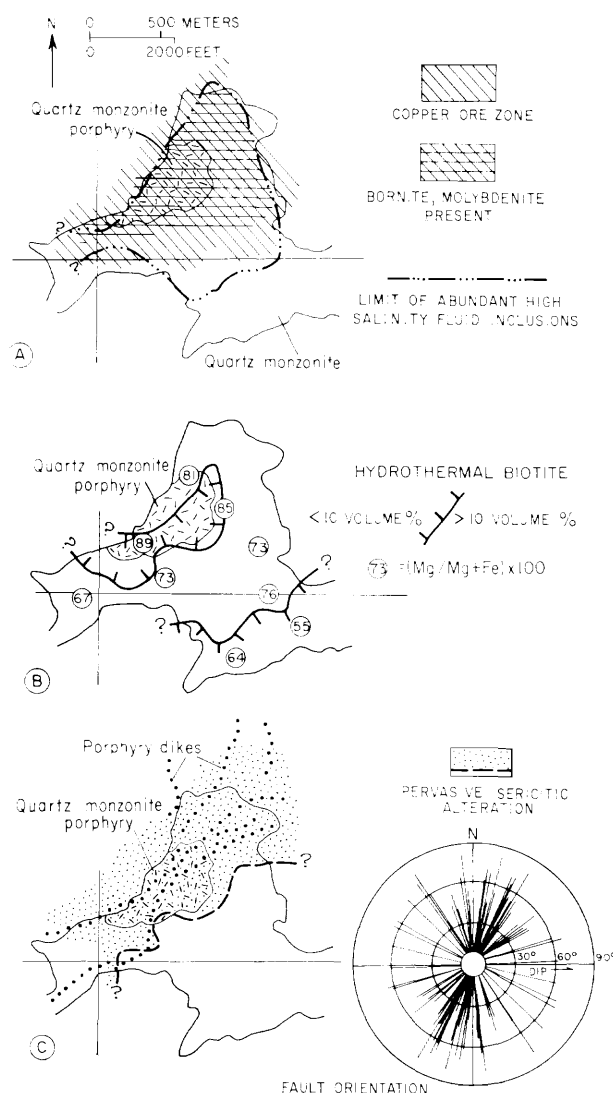 N
0 500 METERS
0 2000 FEET
Quartz monzonite
porphyry
?
?
Quartz monzonite
A
COPPER ORE ZONE
BORNITE, MOLYBDENITE
PRESENT
LIMIT OF ABUNDANT HIGH
SALINITY FLUID INCLUSIONS
Quartz monzonite
porphyry
81
85
89
73
73
67
76
55
64
?
?
?
?
B
HYDROTHERMAL BIOTITE
<10 VOLUME % >10 VOLUME %
73 =(Mg/Mg+Fe)x100
Porphyry dikes
Quartz monzonite
porphyry
?
?
C
PERVASIVE SERICITIC
ALTERATION
N
30° 60° 90°
DIP
FAULT ORIENTATION